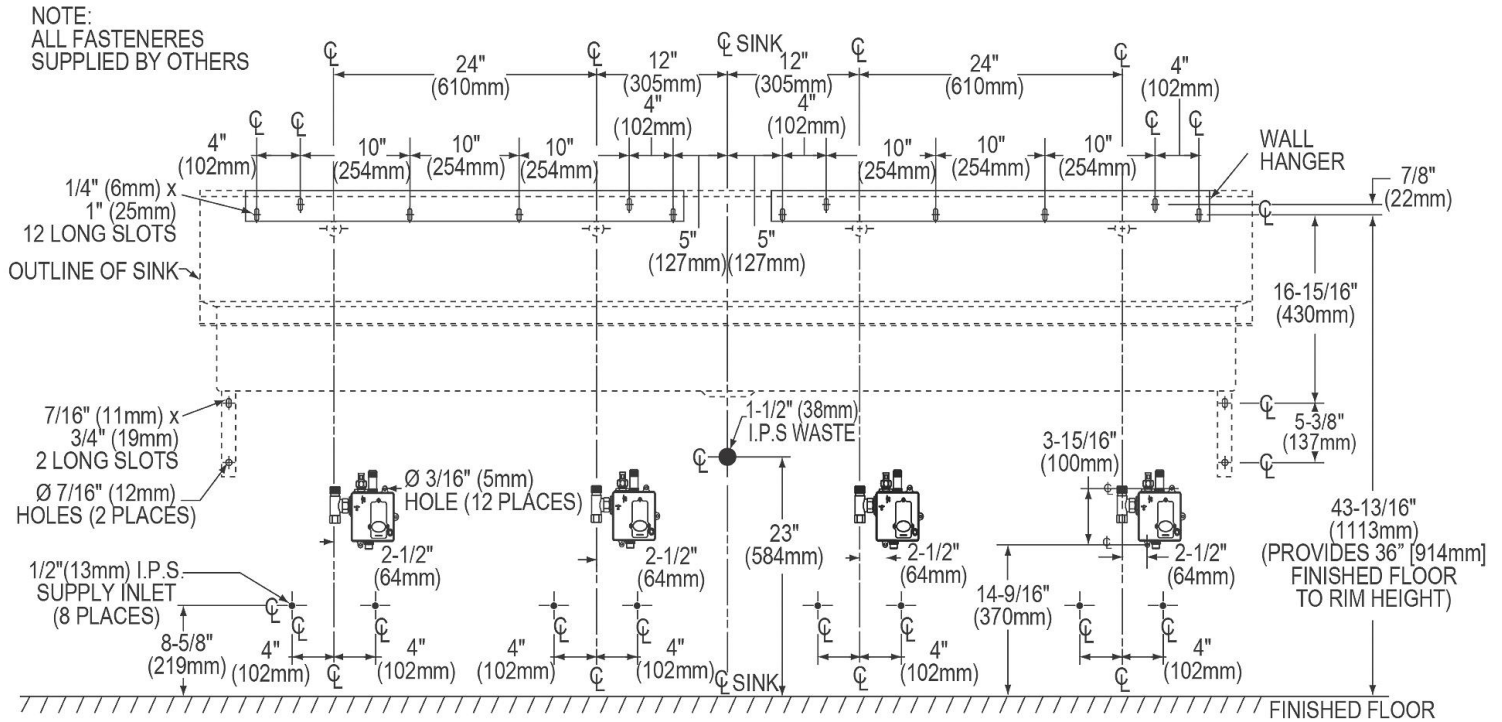 NOTE:
ALL FASTENERES
SUPPLIED BY OTHERS
℄
℄
℄ SINK
℄
℄
24"
(610mm)
12"
(305mm)
12"
(305mm)
24"
(610mm)
4"
(102mm)
4"
(102mm)
4"
(102mm)
℄
℄
℄
℄
4"
(102mm)
10"
(254mm)
10"
(254mm)
10"
(254mm)
10"
(254mm)
10"
(254mm)
10"
(254mm)
WALL
HANGER
7/8"
(22mm)
℄
1/4" (6mm) x
1" (25mm)
12 LONG SLOTS
5"
(127mm)
5"
(127mm)
OUTLINE OF SINK
16-15/16"
(430mm)
7/16" (11mm) x
3/4" (19mm)
2 LONG SLOTS
1-1/2" (38mm)
I.P.S WASTE
℄
℄
5-3/8"
(137mm)
℄
3-15/16"
(100mm)
Ø 7/16" (12mm)
HOLES (2 PLACES)
Ø 3/16" (5mm)
HOLE (12 PLACES)
℄
℄
43-13/16"
(1113mm)
(PROVIDES 36” [914mm]
FINISHED FLOOR
TO RIM HEIGHT)
23"
(584mm)
2-1/2"
(64mm)
2-1/2"
(64mm)
2-1/2"
(64mm)
2-1/2"
(64mm)
14-9/16"
(370mm)
1/2"(13mm) I.P.S.
SUPPLY INLET
(8 PLACES)
℄
℄
℄
℄
℄
℄
℄
℄
℄
8-5/8"
(219mm)
4"
(102mm)
4"
(102mm)
4"
(102mm)
4"
(102mm)
4"
(102mm)
4"
(102mm)
℄
℄
℄ SINK
℄
℄
FINISHED FLOOR